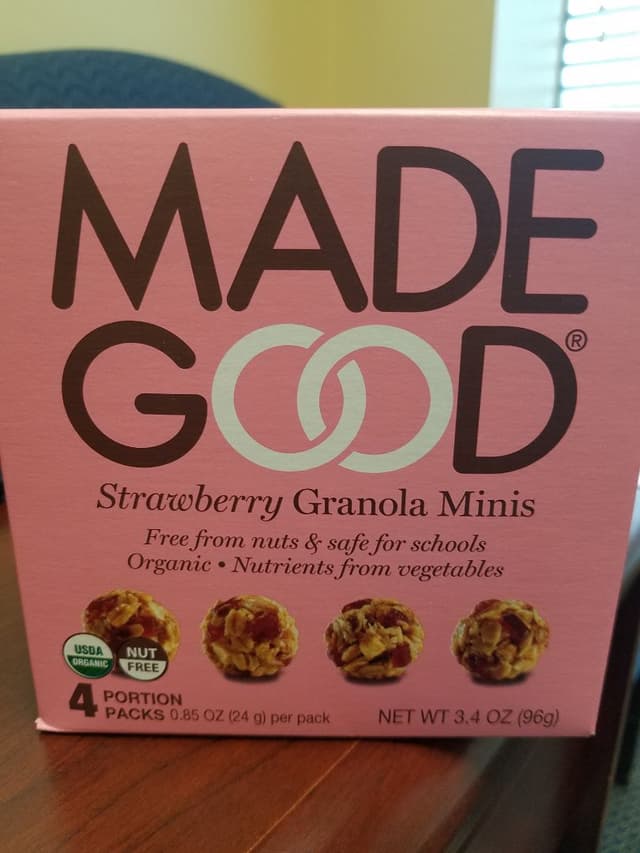 MADE
GOOD®
Strawberry Granola Minis
Free from nuts & safe for schools
Organic • Nutrients from vegetables
USDA
ORGANIC
NUT
FREE
4 PORTION
PACKS 0.85 OZ (24 g) per pack
NET WT 3.4 OZ (96g)